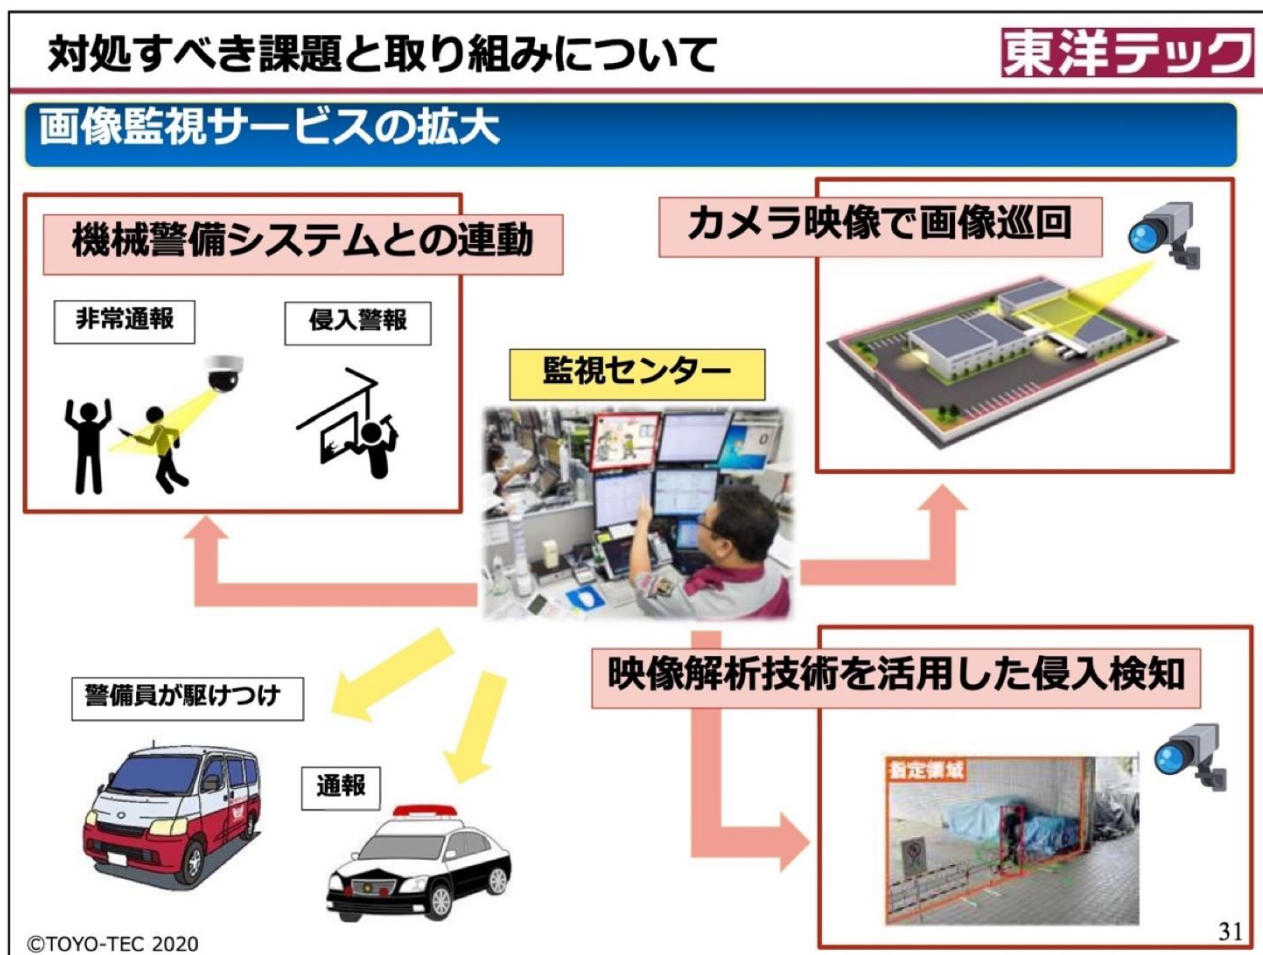 対処すべき課題と取り組みについて
東洋テック
画像監視サービスの拡大
機械警備システムとの連動
非常通報
侵入警報
カメラ映像で画像巡回
監視センター
映像解析技術を活用した侵入検知
指定領域
警備員が駆けつけ
通報
©TOYO-TEC 2020
31